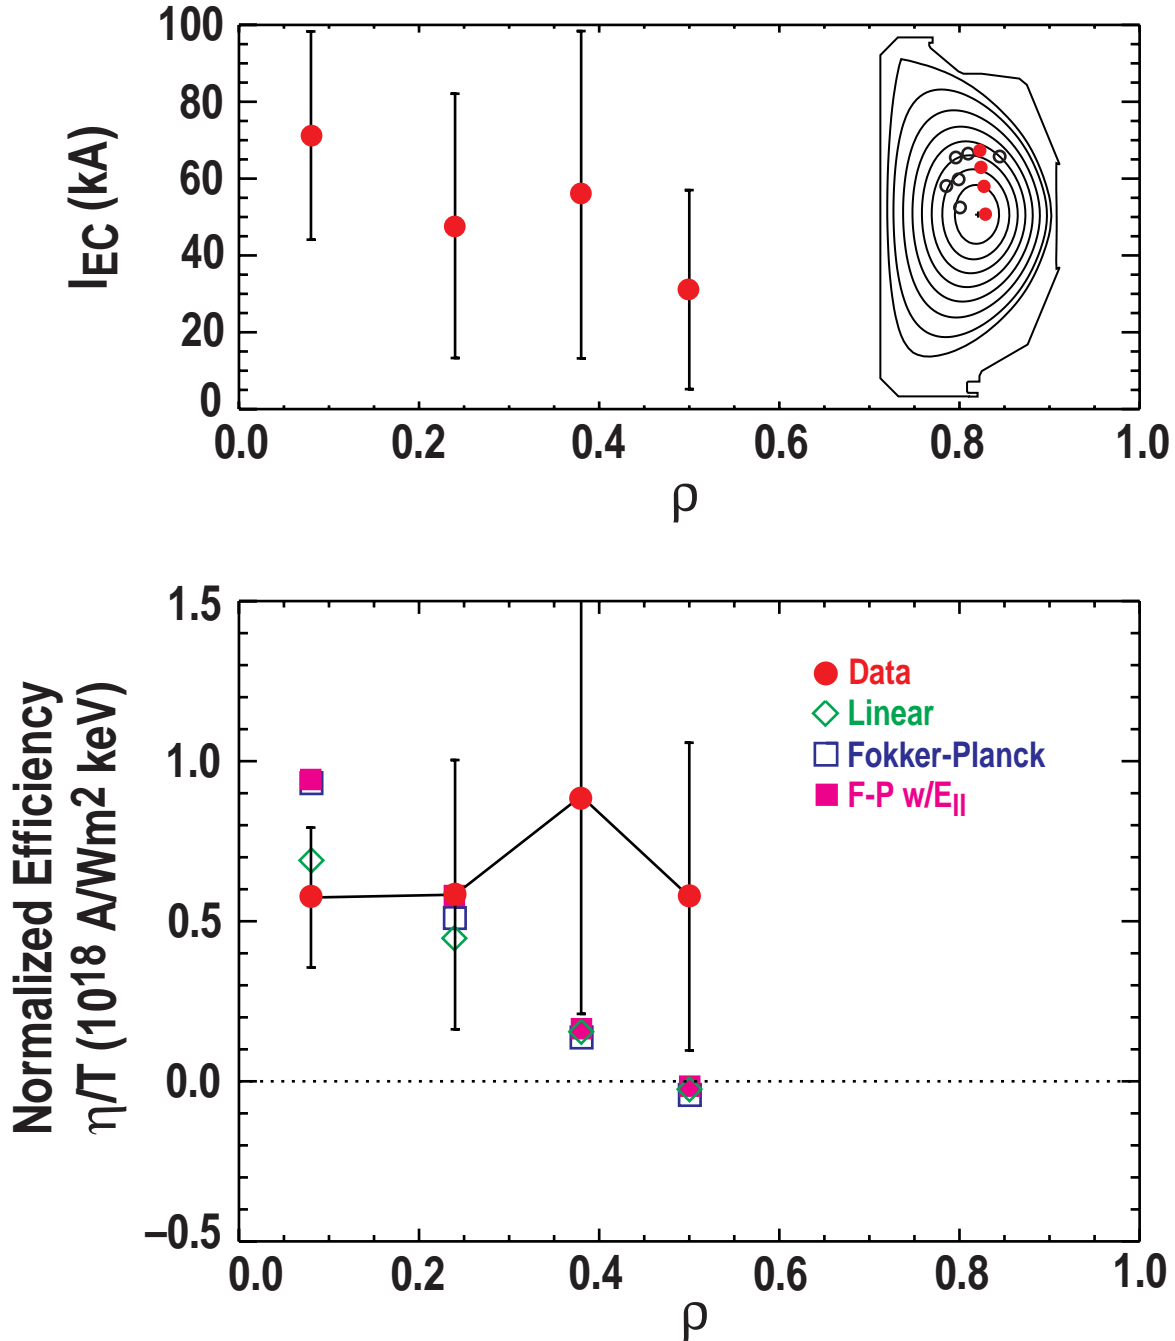 100
80
60
40
20
0
I_EC (kA)
0.0 0.2 0.4 0.6 0.8 1.0
ρ
1.5
1.0
0.5
0.0
–0.5
Normalized Efficiency
η/T (10^18 A/Wm^2 keV)
Data
Linear
Fokker-Planck
F-P w/E_||
0.0 0.2 0.4 0.6 0.8 1.0
ρ